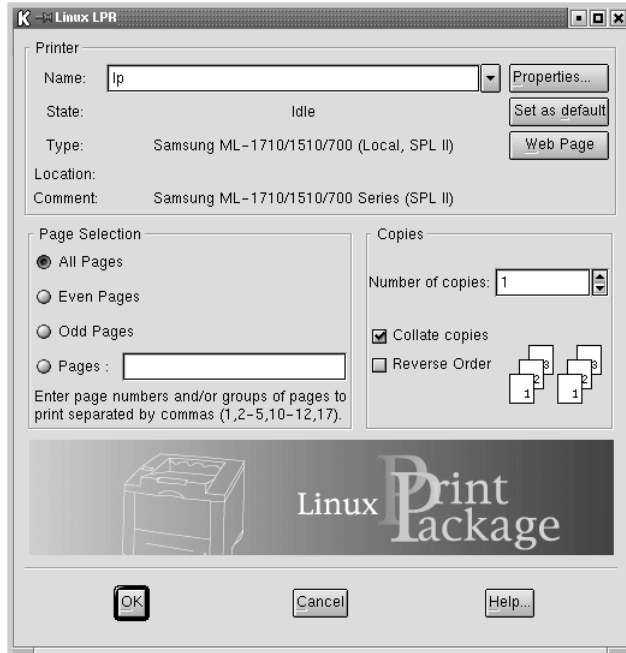 Linux LPR
Printer
Name: lp Properties...
State: Idle Set as default
Type: Samsung ML-1710/1510/700 (Local, SPL II) Web Page
Location:
Comment: Samsung ML-1710/1510/700 Series (SPL II)
Page Selection
All Pages
Even Pages
Odd Pages
Pages :
Enter page numbers and/or groups of pages to
print separated by commas (1,2-5,10-12,17).
Copies
Number of copies: 1
Collate copies
Reverse Order
3 3
2 2
1 1
Linux Print
Package
OK Cancel Help...